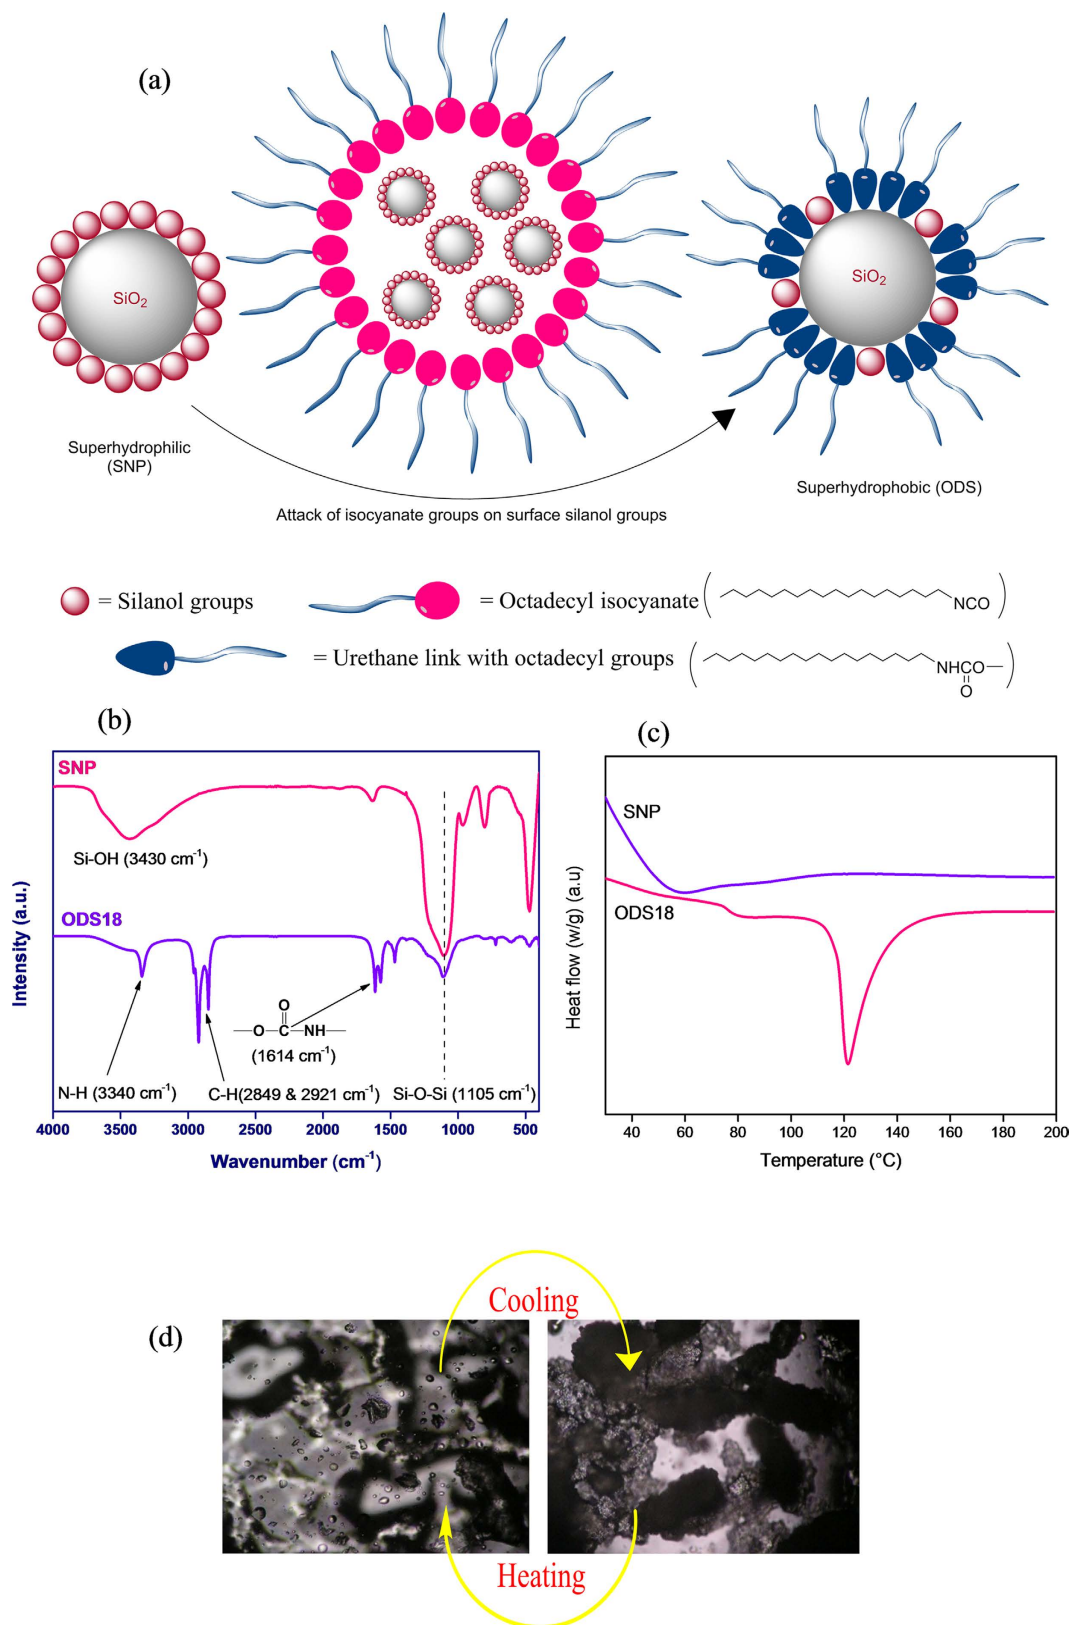 (a)
SiO2
SiO2
Superhydrophilic
(SNP)
Superhydrophobic (ODS)
Attack of isocyanate groups on surface silanol groups
= Silanol groups
= Octadecyl isocyanate
NCO
= Urethane link with octadecyl groups
NHCO
O
(b)
SNP
Si-OH (3430 cm-1)
ODS18
O
O C NH
(1614 cm-1)
N-H (3340 cm-1)
C-H(2849 & 2921 cm-1)
Si-O-Si (1105 cm-1)
Intensity (a.u.)
4000 3500 3000 2500 2000 1500 1000 500
Wavenumber (cm-1)
(c)
SNP
ODS18
Heat flow (w/g) (a.u)
40 60 80 100 120 140 160 180 200
Temperature (°C)
(d)
Cooling
Heating